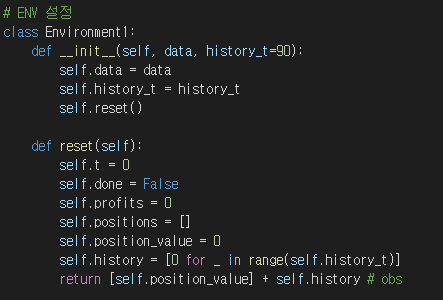 # ENV 설정
class Environment1:
    def __init__(self, data, history_t=90):
        self.data = data
        self.history_t = history_t
        self.reset()

    def reset(self):
        self.t = 0
        self.done = False
        self.profits = 0
        self.positions = []
        self.position_value = 0
        self.history = [0 for _ in range(self.history_t)]
        return [self.position_value] + self.history # obs